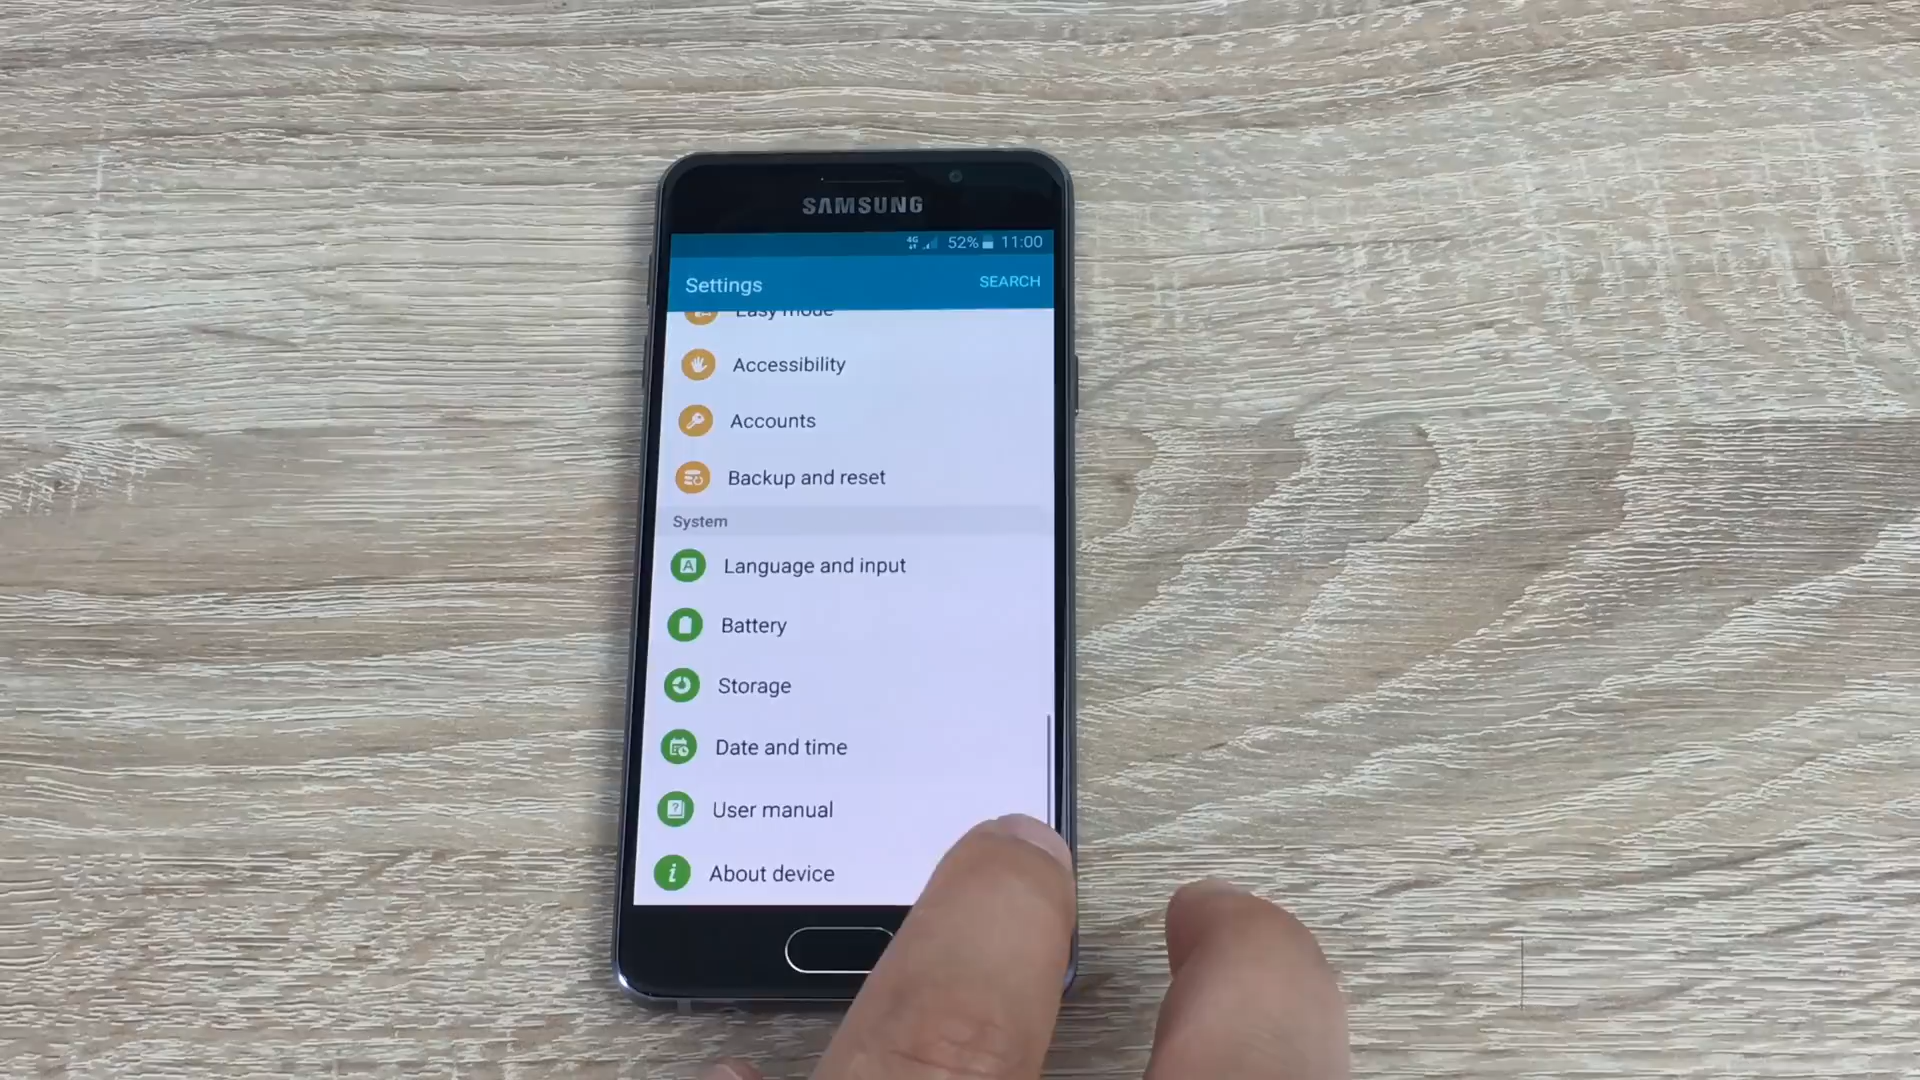 SAMSUNG
4G 52% 11:00
Settings SEARCH
Easy mode
Accessibility
Accounts
Backup and reset
System
Language and input
Battery
Storage
Date and time
User manual
About device